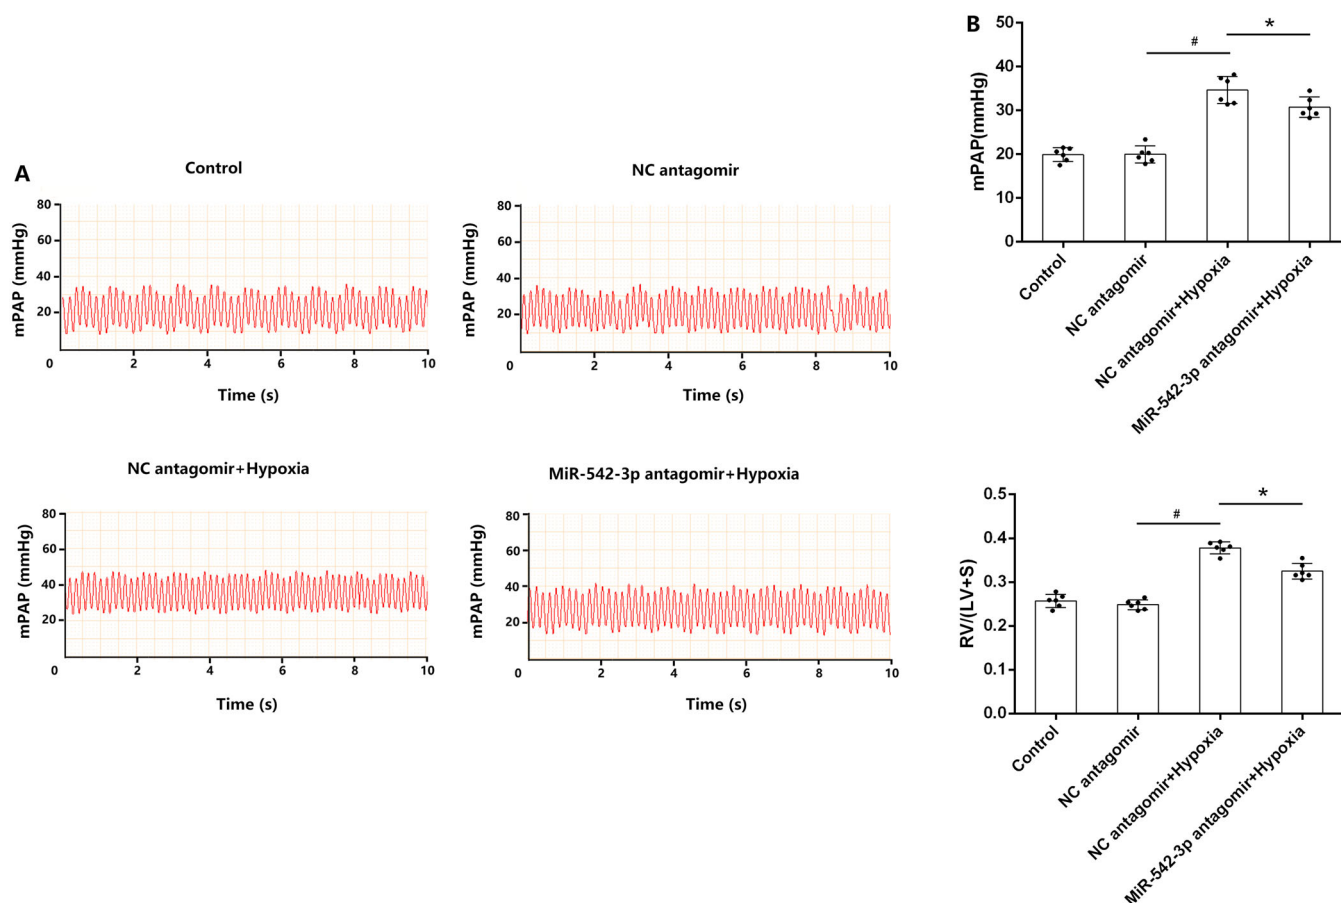 A
Control
mPAP (mmHg)
80
60
40
20
0
2
4
6
8
10
Time (s)
NC antagomir
mPAP (mmHg)
80
60
40
20
0
2
4
6
8
10
Time (s)
NC antagomir+Hypoxia
mPAP (mmHg)
80
60
40
20
0
2
4
6
8
10
Time (s)
MiR-542-3p antagomir+Hypoxia
mPAP (mmHg)
80
60
40
20
0
2
4
6
8
10
Time (s)
B
mPAP(mmHg)
50
40
30
20
10
0
#
*
Control
NC antagomir
NC antagomir+Hypoxia
MiR-542-3p antagomir+Hypoxia
RV/(LV+S)
0.5
0.4
0.3
0.2
0.1
0.0
#
*
Control
NC antagomir
NC antagomir+Hypoxia
MiR-542-3p antagomir+Hypoxia